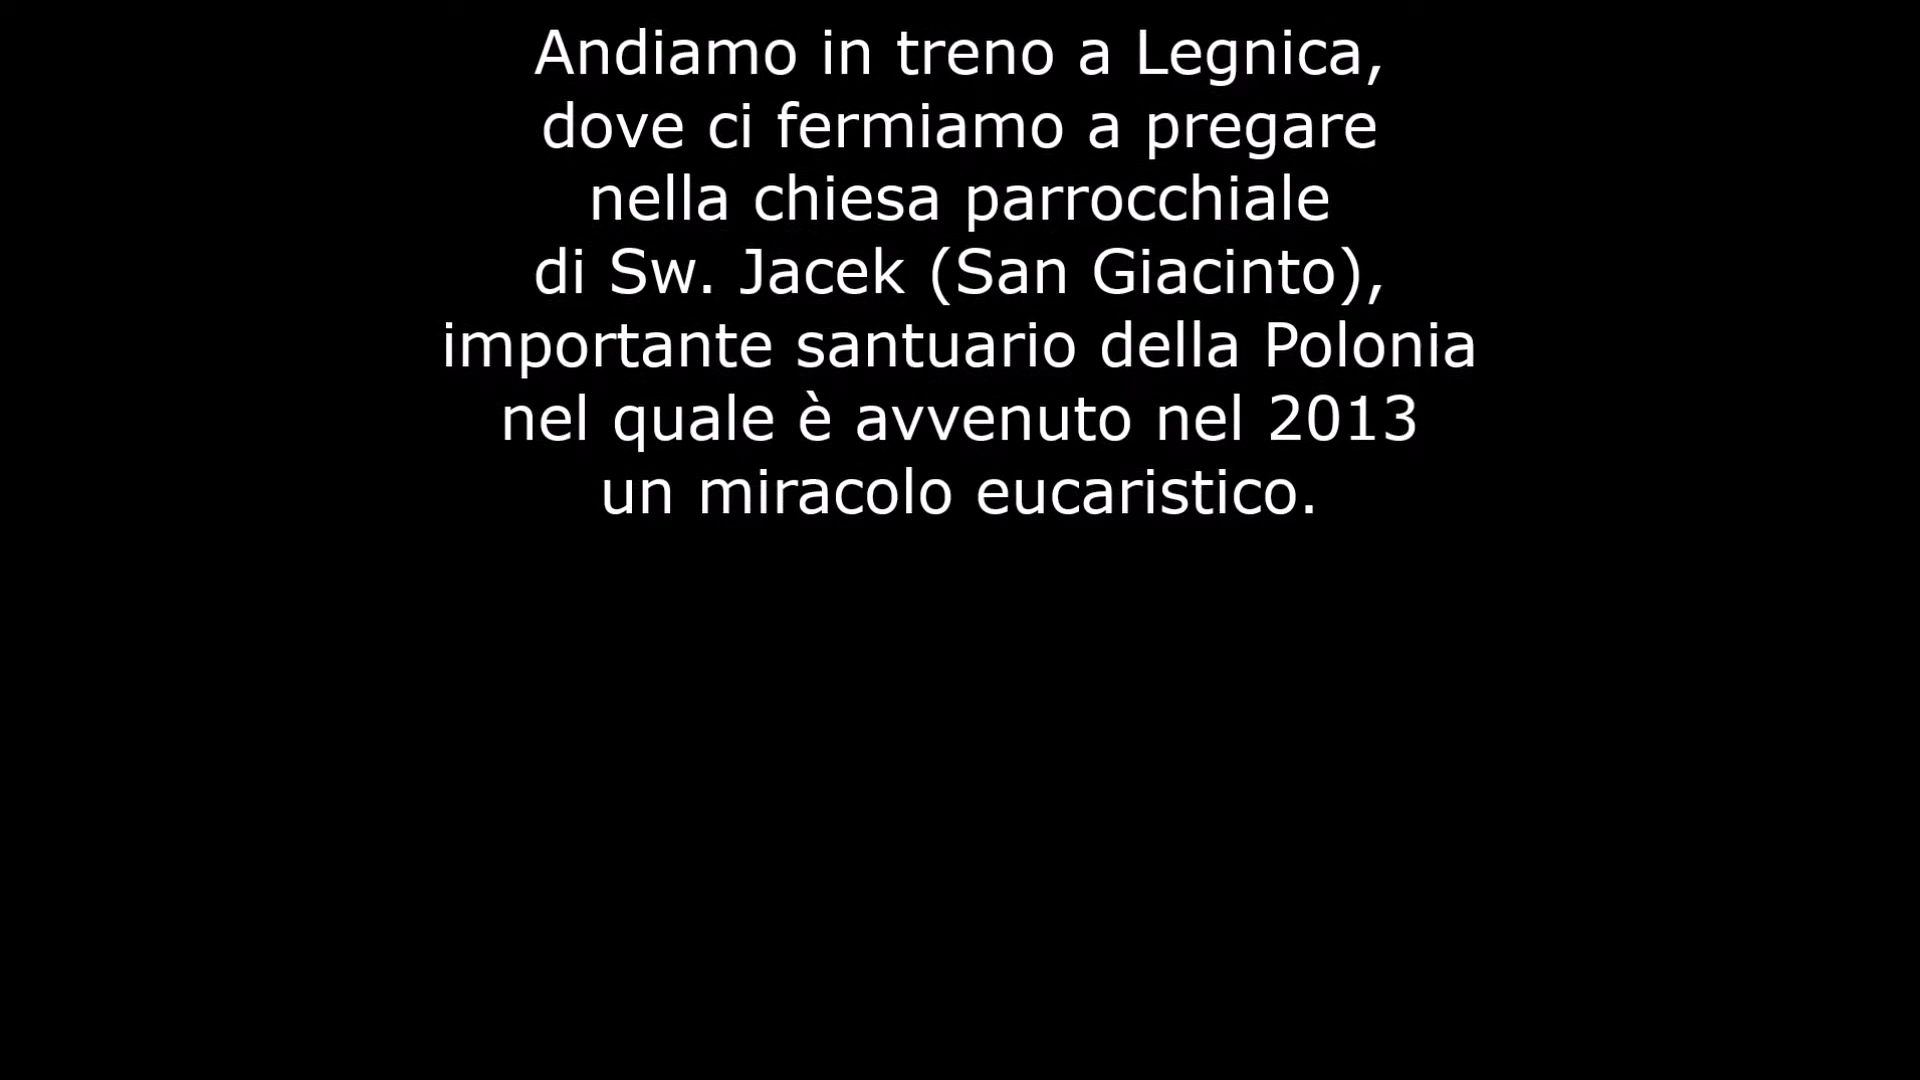 Andiamo in treno a Legnica,
dove ci fermiamo a pregare
nella chiesa parrocchiale
di Sw. Jacek (San Giacinto),
importante santuario della Polonia
nel quale è avvenuto nel 2013
un miracolo eucaristico.